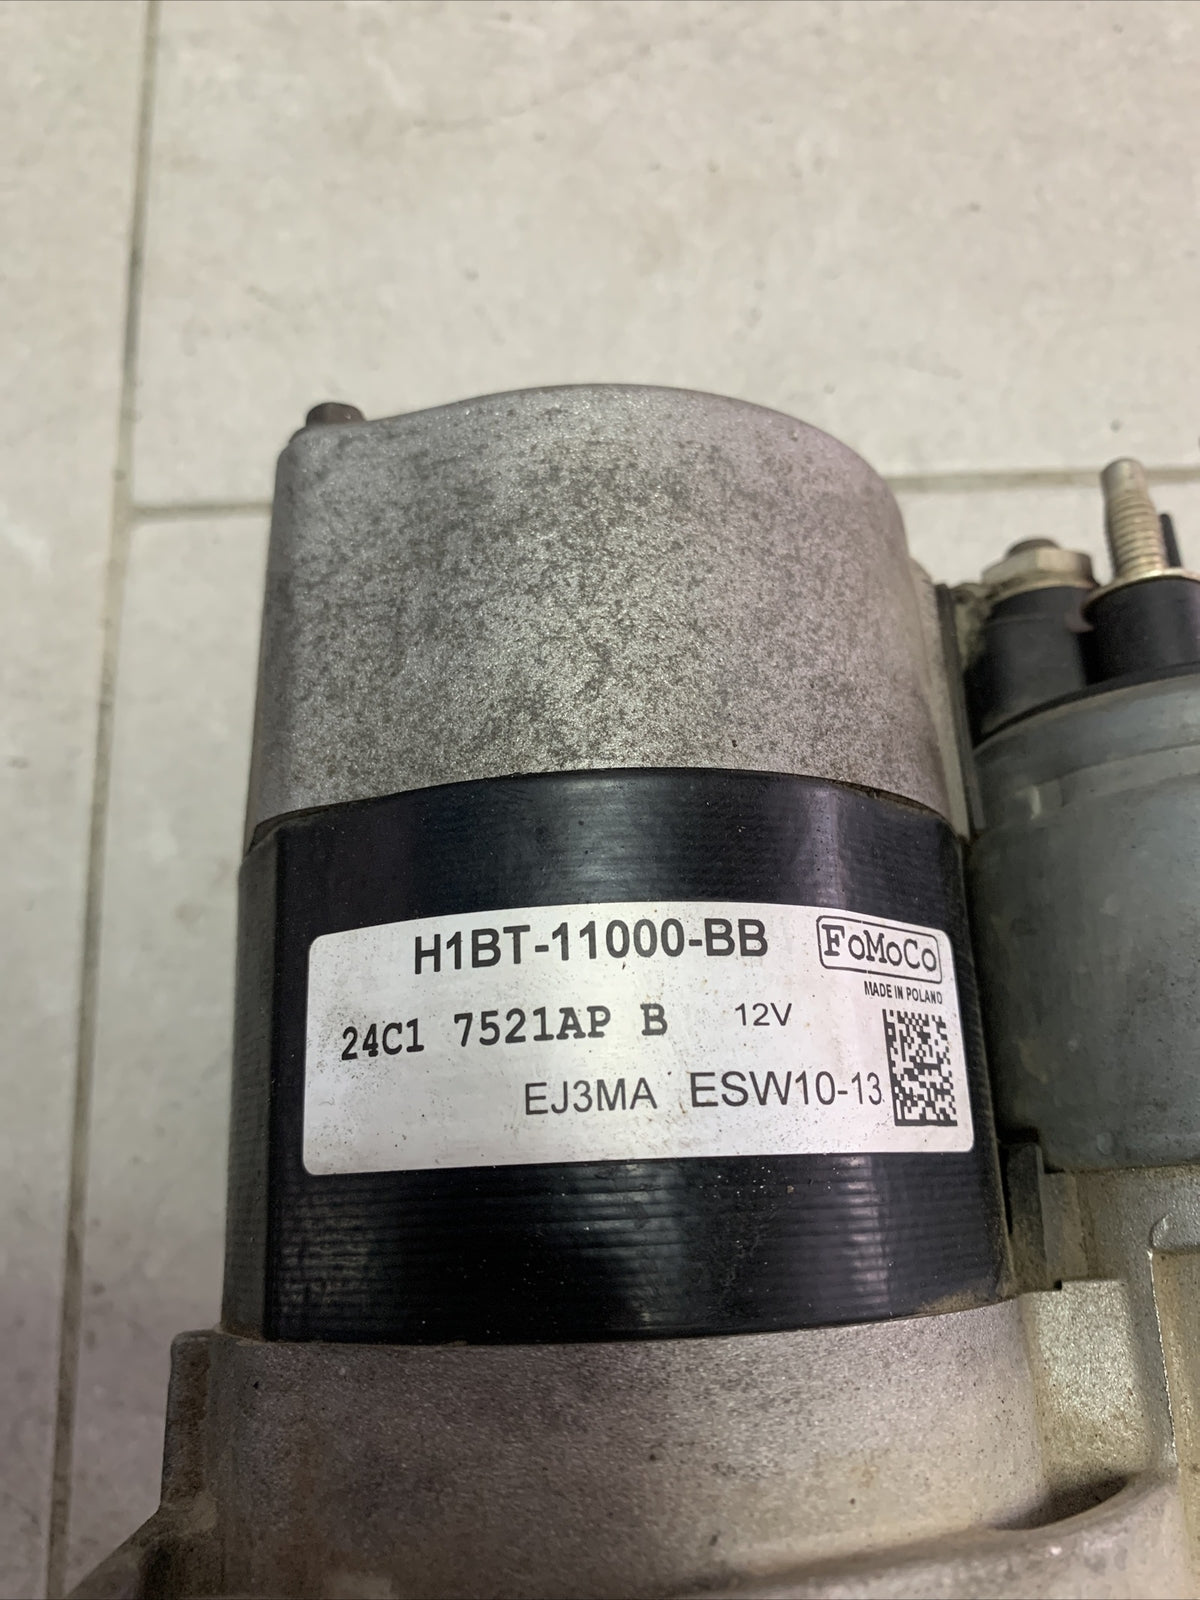 H1BT-11000-BB FoMoCo
MADE IN POLAND
24C1 7521AP B 12V
EJ3MA ESW10-13